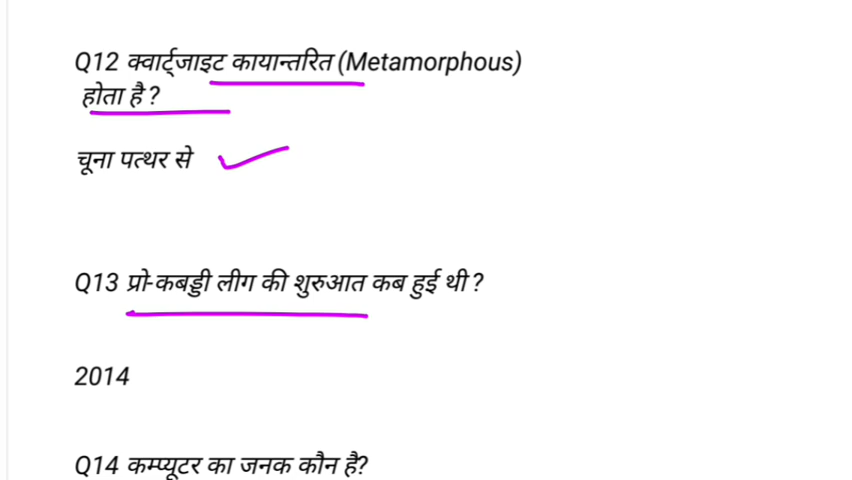 Q12 क्वार्ट्जाइट कायान्तरित (Metamorphous)
होता है?
चूना पत्थर से
Q13 प्रो-कबड्डी लीग की शुरुआत कब हुई थी?
2014
Q14 कम्प्यूटर का जनक कौन है?